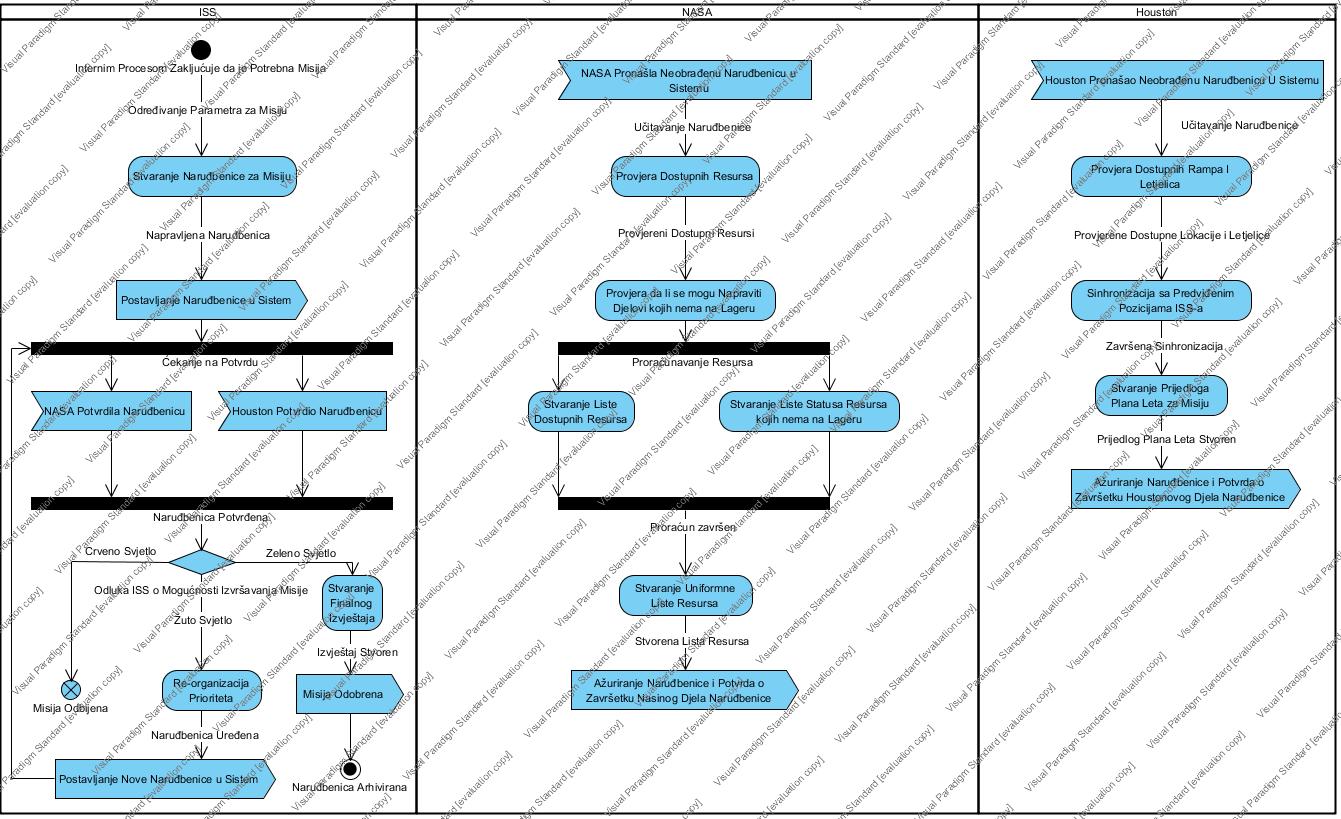 ISS
NASA
Houston
Internim Procesom Zaključuje da je Potrebna Misija
Određivanje Parametra za Misiju
Stvaranje Narudbenice za Misiju
Napravljena Narudbenica
Postavljanje Narudbenice u Sistem
Čekanje na Potvrdu
NASA Potvrdila Narudbenicu
Houston Potvrdio Narudbenicu
Narudbenica Potvrđena
Crveno Svjetlo
Zeleno Svjetlo
Odluka ISS o Mogućnosti Izvršavanja Misije
Žuto Svjetlo
Stvaranje
Finalnog
Izvještaja
Izvještaj Stvoren
Misija Odbijena
Re-organizacija
Prioriteta
Misija Odobrena
Narudbenica Uređena
Postavljanje Nove Narudbenice u Sistem
Narudbenica Arhivirana
NASA Pronašla Neobrađenu Narudbenicu u
Sistemu
Učitavanje Narudbenice
Provjera Dostupnih Resursa
Provjereni Dostupni Resursi
Provjera da li se mogu Napraviti
Djelovi kojih nema na Lageru
Proračunavanje Resursa
Stvaranje Liste
Dostupnih Resursa
Stvaranje Liste Statusa Resursa
kojih nema na Lageru
Proračun završen
Stvaranje Uniformne
Liste Resursa
Stvorena Lista Resursa
Ažuriranje Narudbenice i Potvrda o
Završetku Nasinog Djela Narudbenice
Houston Pronašao Neobrađenu Narudbenicu U Sistemu
Učitavanje Narudbenice
Provjera Dostupnih Rampa I
Letjelica
Provjerene Dostupne Lokacije i Letjelice
Sinhronizacija sa Predviđenim
Pozicijama ISS-a
Završena Sinhronizacija
Stvaranje Prijedloga
Plana Leta za Misiju
Prijedlog Plana Leta Stvoren
Ažuriranje Narudbenice i Potvrda o
Završetku Houstonovog Djela Narudbenice
Visual Paradigm Standard [evaluation copy]